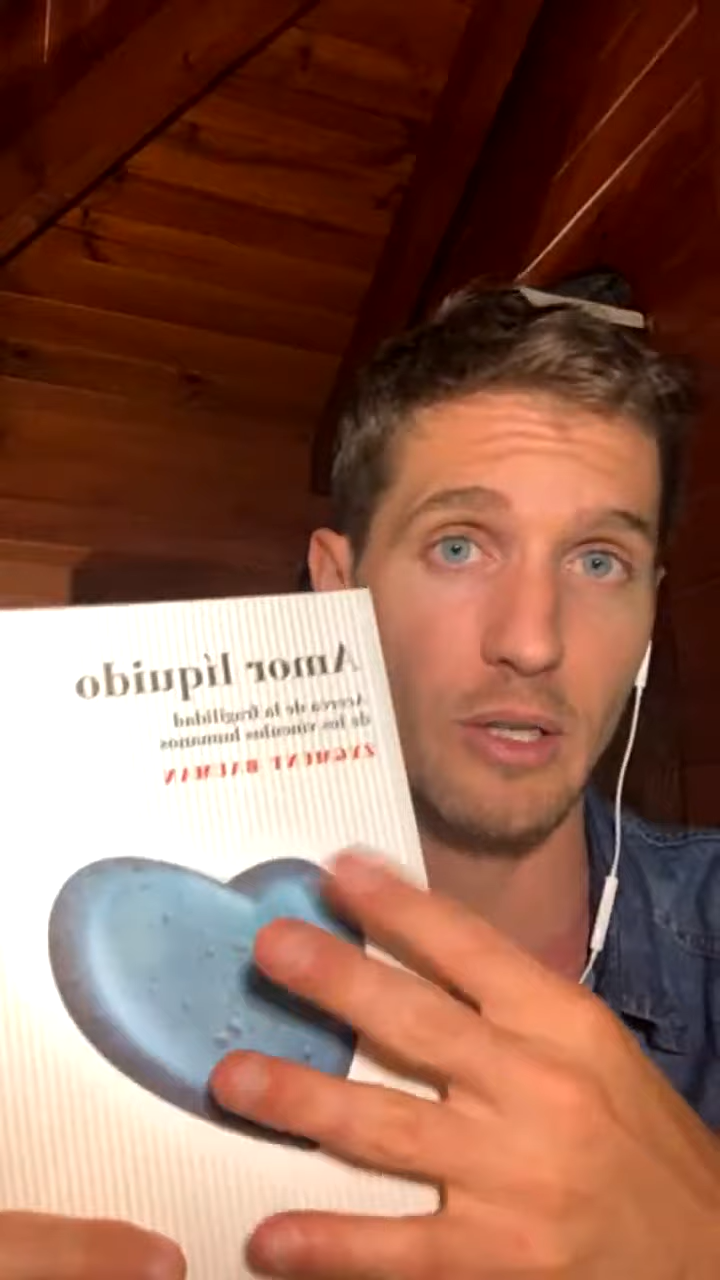 Amor líquido
Acerca de la fragilidad
de los vínculos humanos
ZYGMUNT BAUMAN